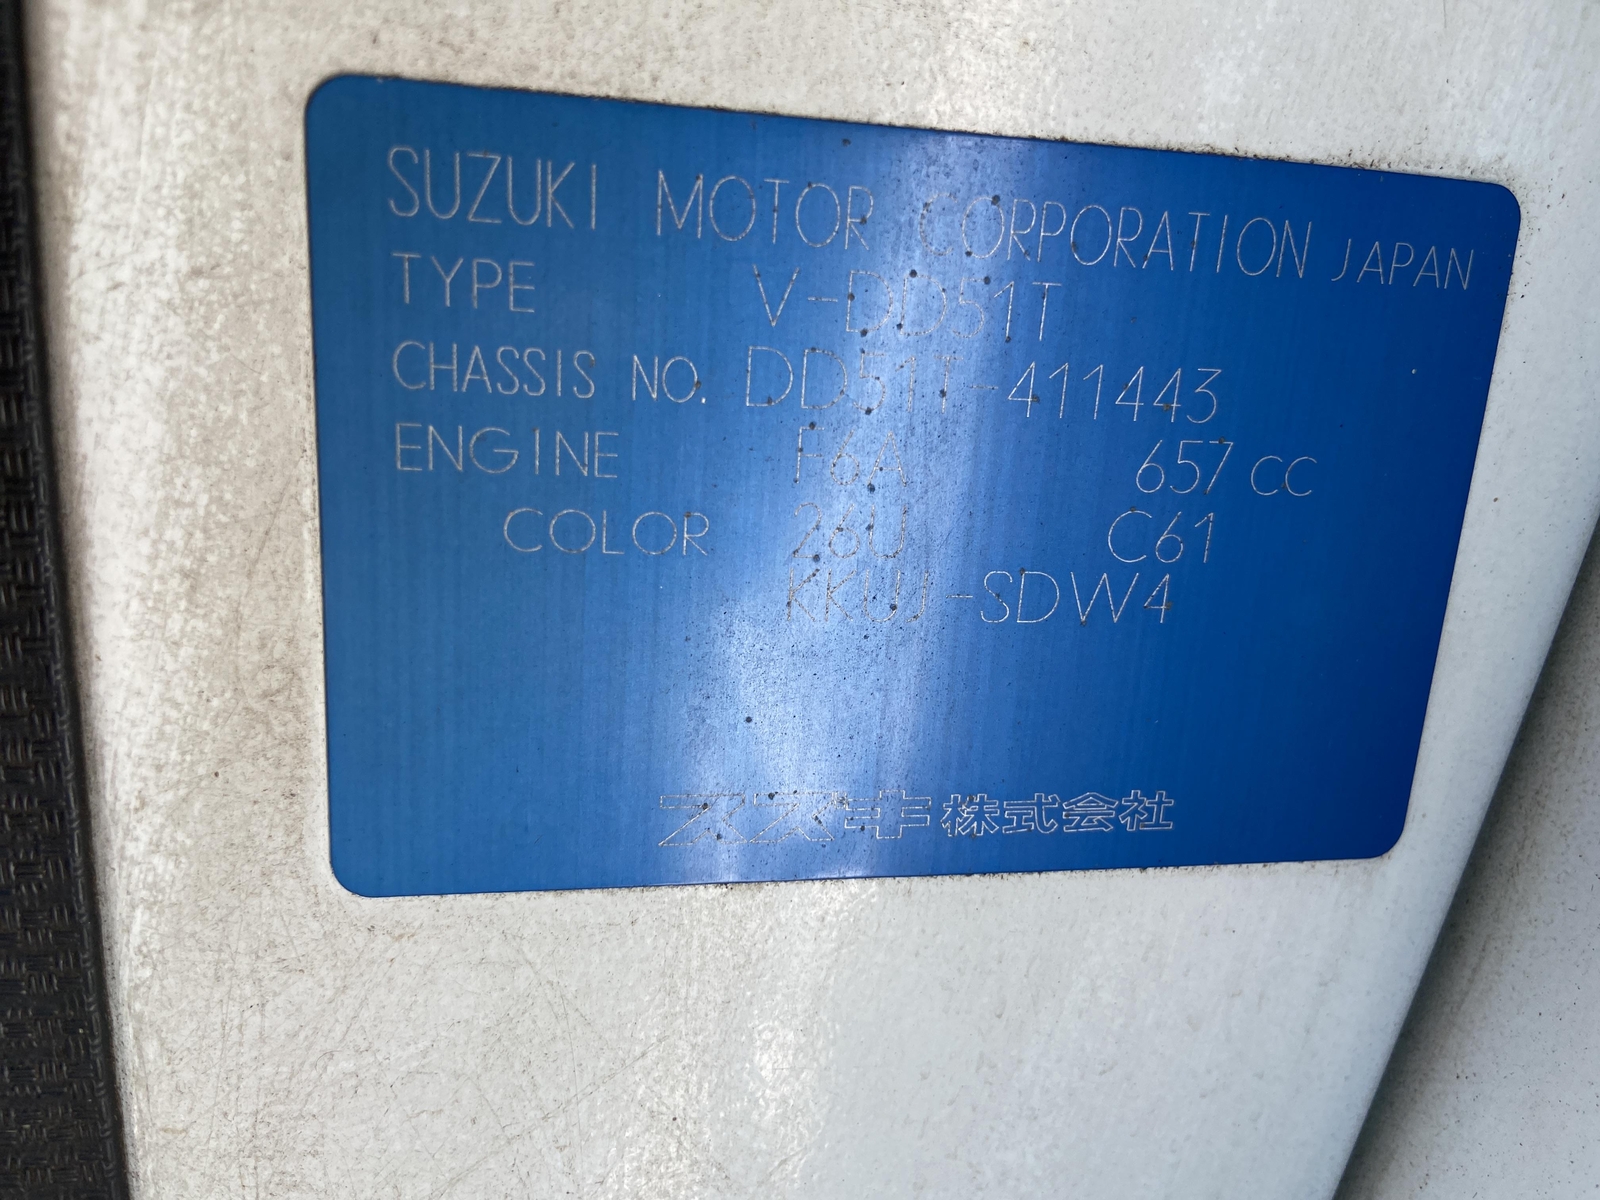 SUZUKI MOTOR CORPORATION JAPAN
TYPE V-DD51T
CHASSIS NO. DD51T-411443
ENGINE F6A 657 CC
COLOR 26U C61
KKUJ-SDW4
スズキ株式会社